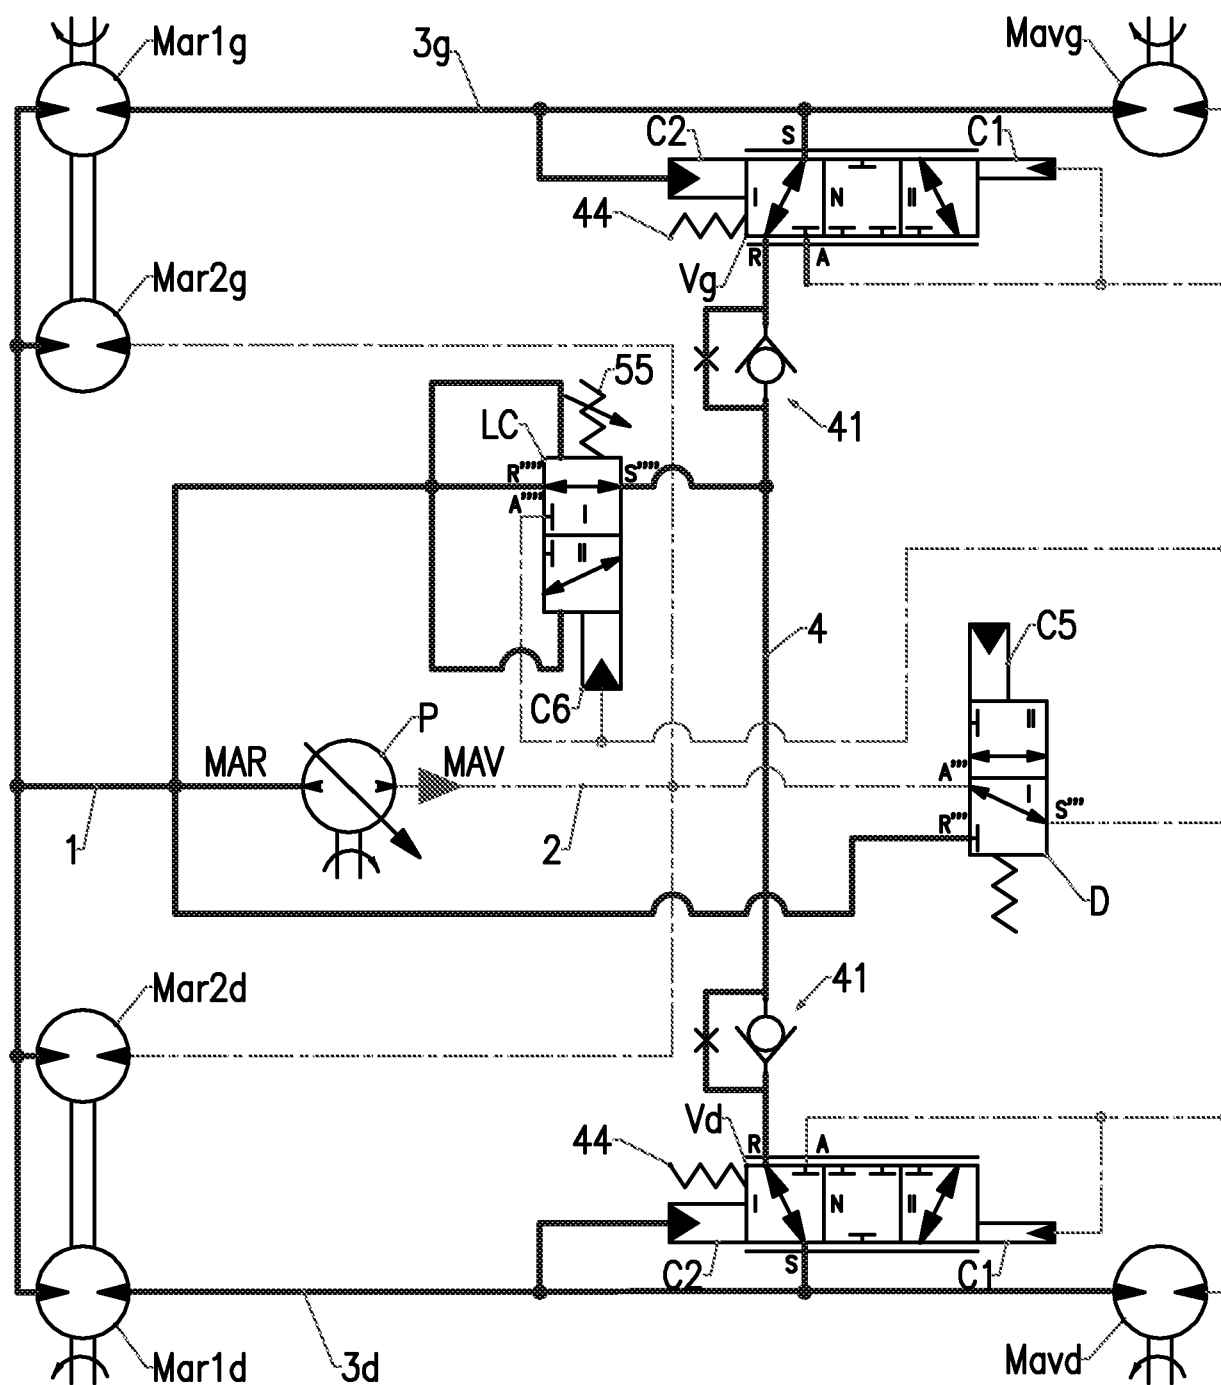 Mar1g
3g
Mavg
C2
S
C1
I
N
II
44
R
A
Vg
Mar2g
55
LC
41
R''''
S''''
A''''
I
II
4
C5
C6
P
II
MAR
MAV
A'''
I
S'''
R'''
1
2
D
Mar2d
41
Vd
44
R
A
I
N
II
C2
S
C1
Mar1d
3d
Mavd